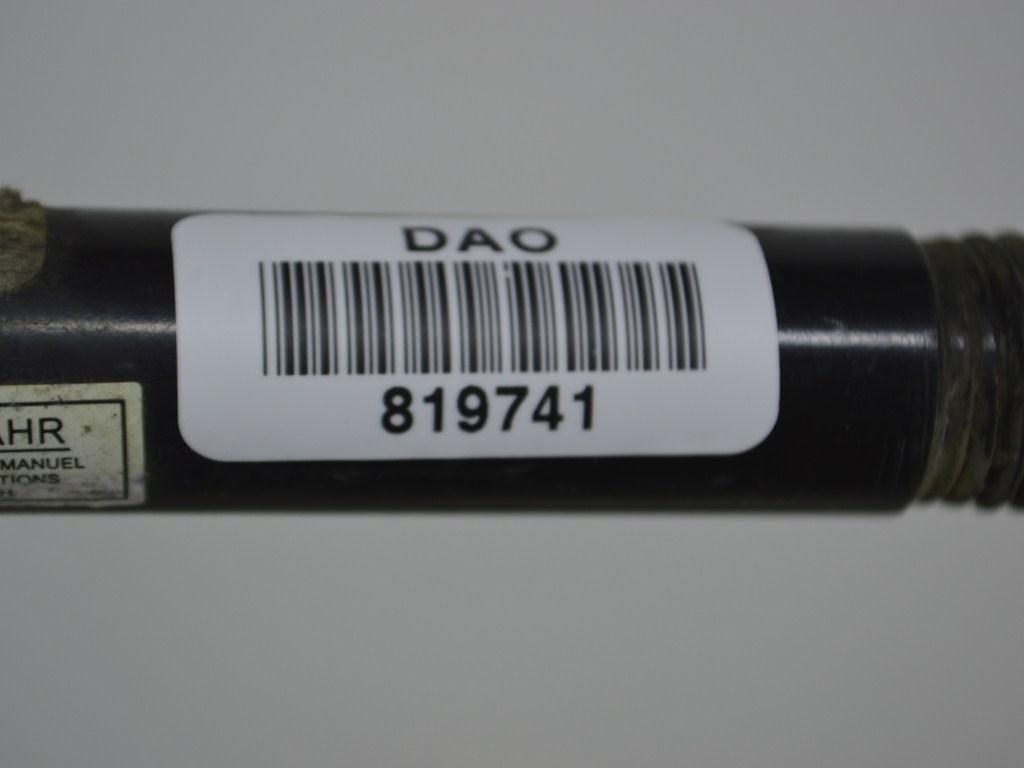 DAO
819741
AHR
MANUEL
TIONS
H.